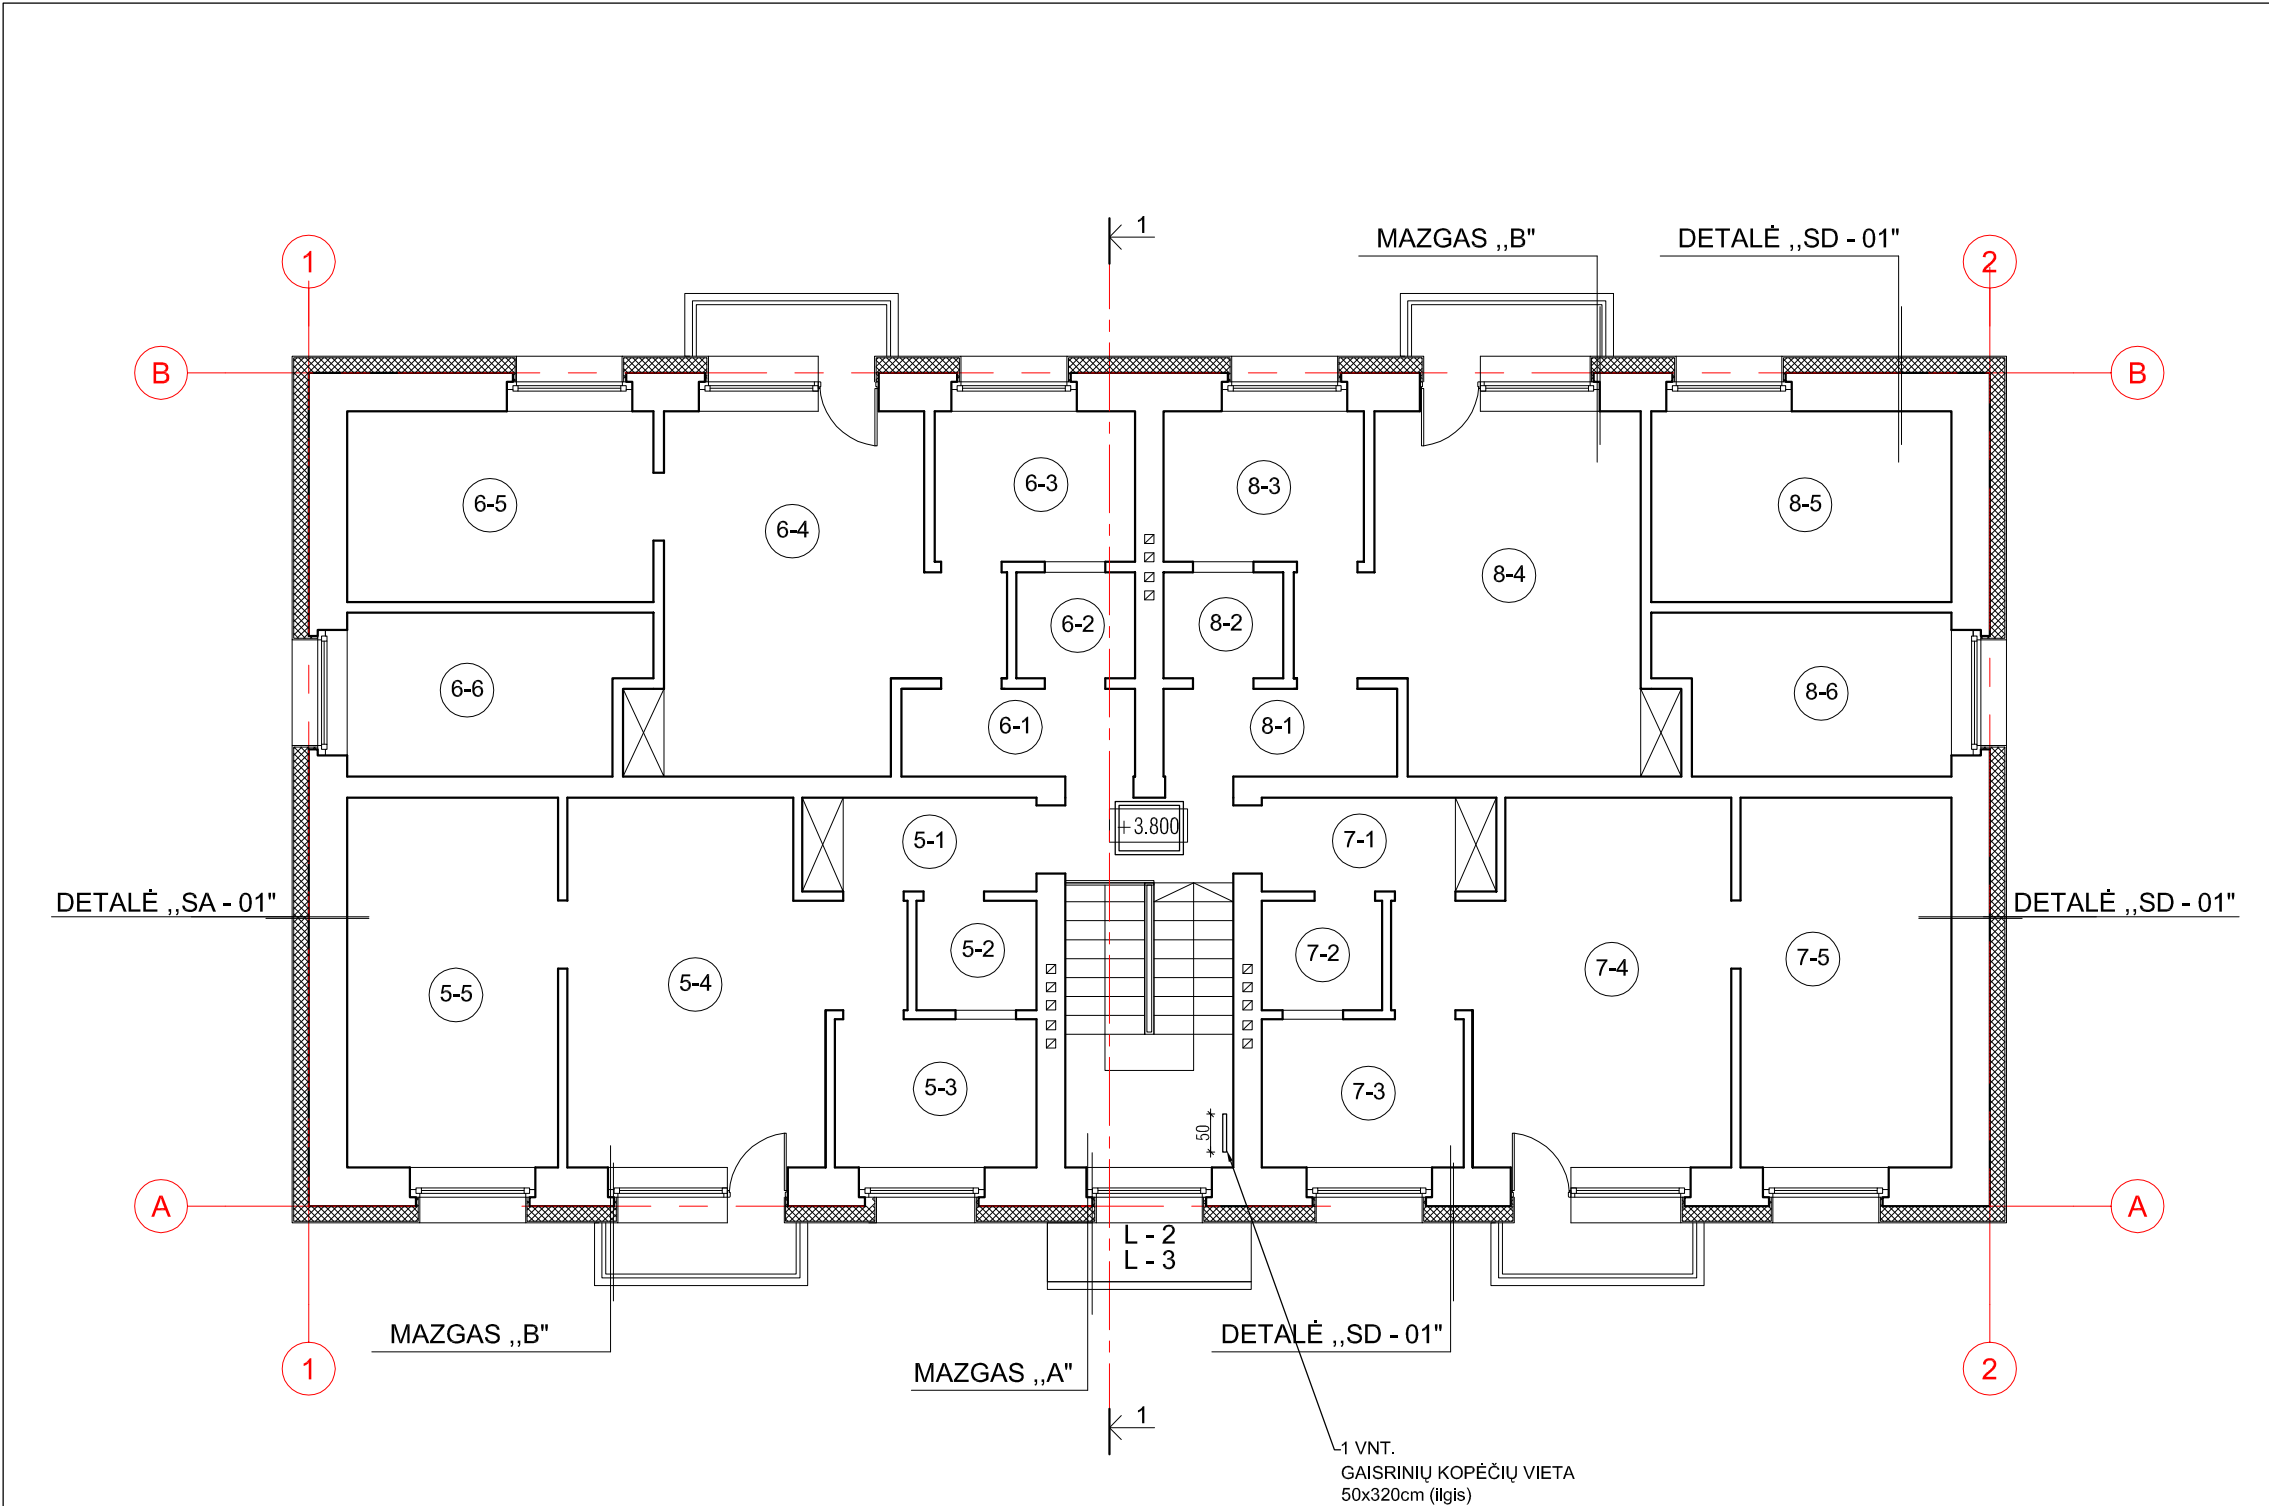 1
MAZGAS ,,B"
DETALĖ ,,SD - 01"
1
2
B
B
6-3
8-3
6-5
8-5
6-4
8-4
6-2
8-2
6-6
8-6
6-1
8-1
+3.800
5-1
7-1
DETALĖ ,,SA - 01"
DETALĖ ,,SD - 01"
5-2
7-2
7-5
7-4
5-4
5-5
5-3
7-3
50
A
A
L - 2
L - 3
MAZGAS ,,B"
DETALĖ ,,SD - 01"
1
2
MAZGAS ,,A"
1
1 VNT.
GAISRINIŲ KOPĖČIŲ VIETA
50x320cm (ilgis)